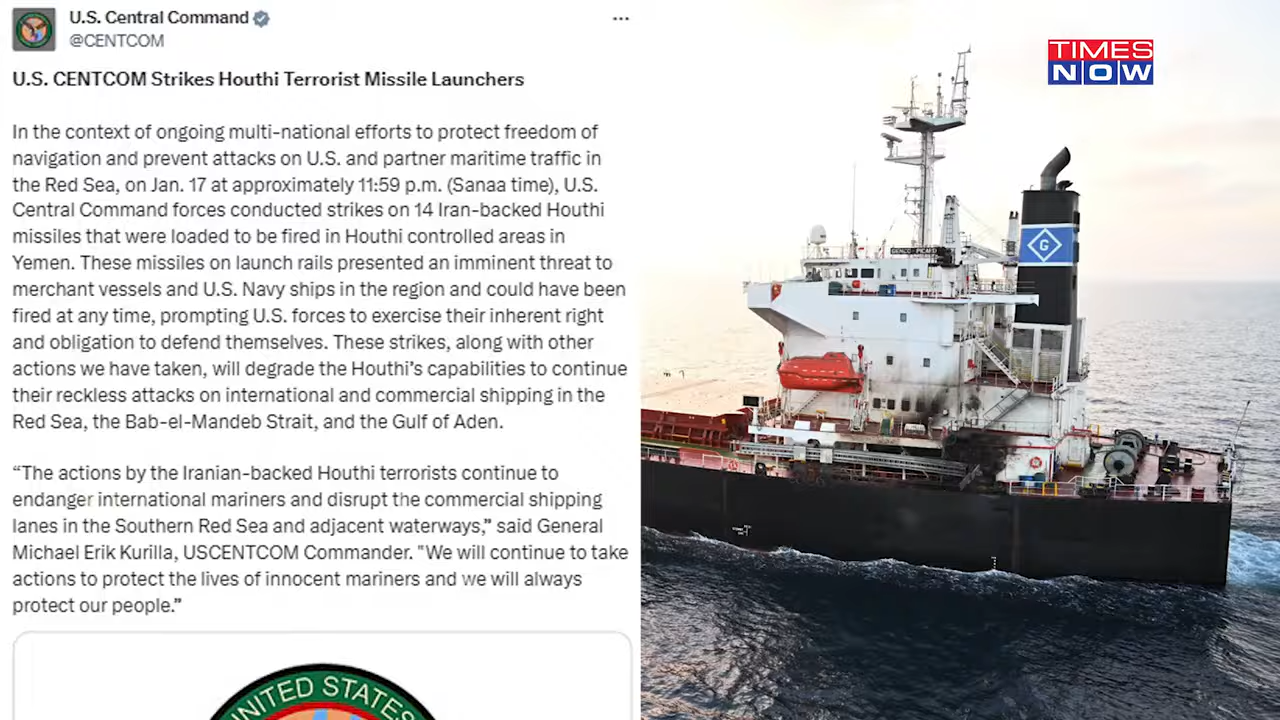 U.S. Central Command
@CENTCOM
U.S. CENTCOM Strikes Houthi Terrorist Missile Launchers
In the context of ongoing multi-national efforts to protect freedom of
navigation and prevent attacks on U.S. and partner maritime traffic in
the Red Sea, on Jan. 17 at approximately 11:59 p.m. (Sanaa time), U.S.
Central Command forces conducted strikes on 14 Iran-backed Houthi
missiles that were loaded to be fired in Houthi controlled areas in
Yemen. These missiles on launch rails presented an imminent threat to
merchant vessels and U.S. Navy ships in the region and could have been
fired at any time, prompting U.S. forces to exercise their inherent right
and obligation to defend themselves. These strikes, along with other
actions we have taken, will degrade the Houthi's capabilities to continue
their reckless attacks on international and commercial shipping in the
Red Sea, the Bab-el-Mandeb Strait, and the Gulf of Aden.
“The actions by the Iranian-backed Houthi terrorists continue to
endanger international mariners and disrupt the commercial shipping
lanes in the Southern Red Sea and adjacent waterways,” said General
Michael Erik Kurilla, USCENTCOM Commander. "We will continue to take
actions to protect the lives of innocent mariners and we will always
protect our people.”
UNITED STATES
TIMES
NOW
G
GENCO PICARDY